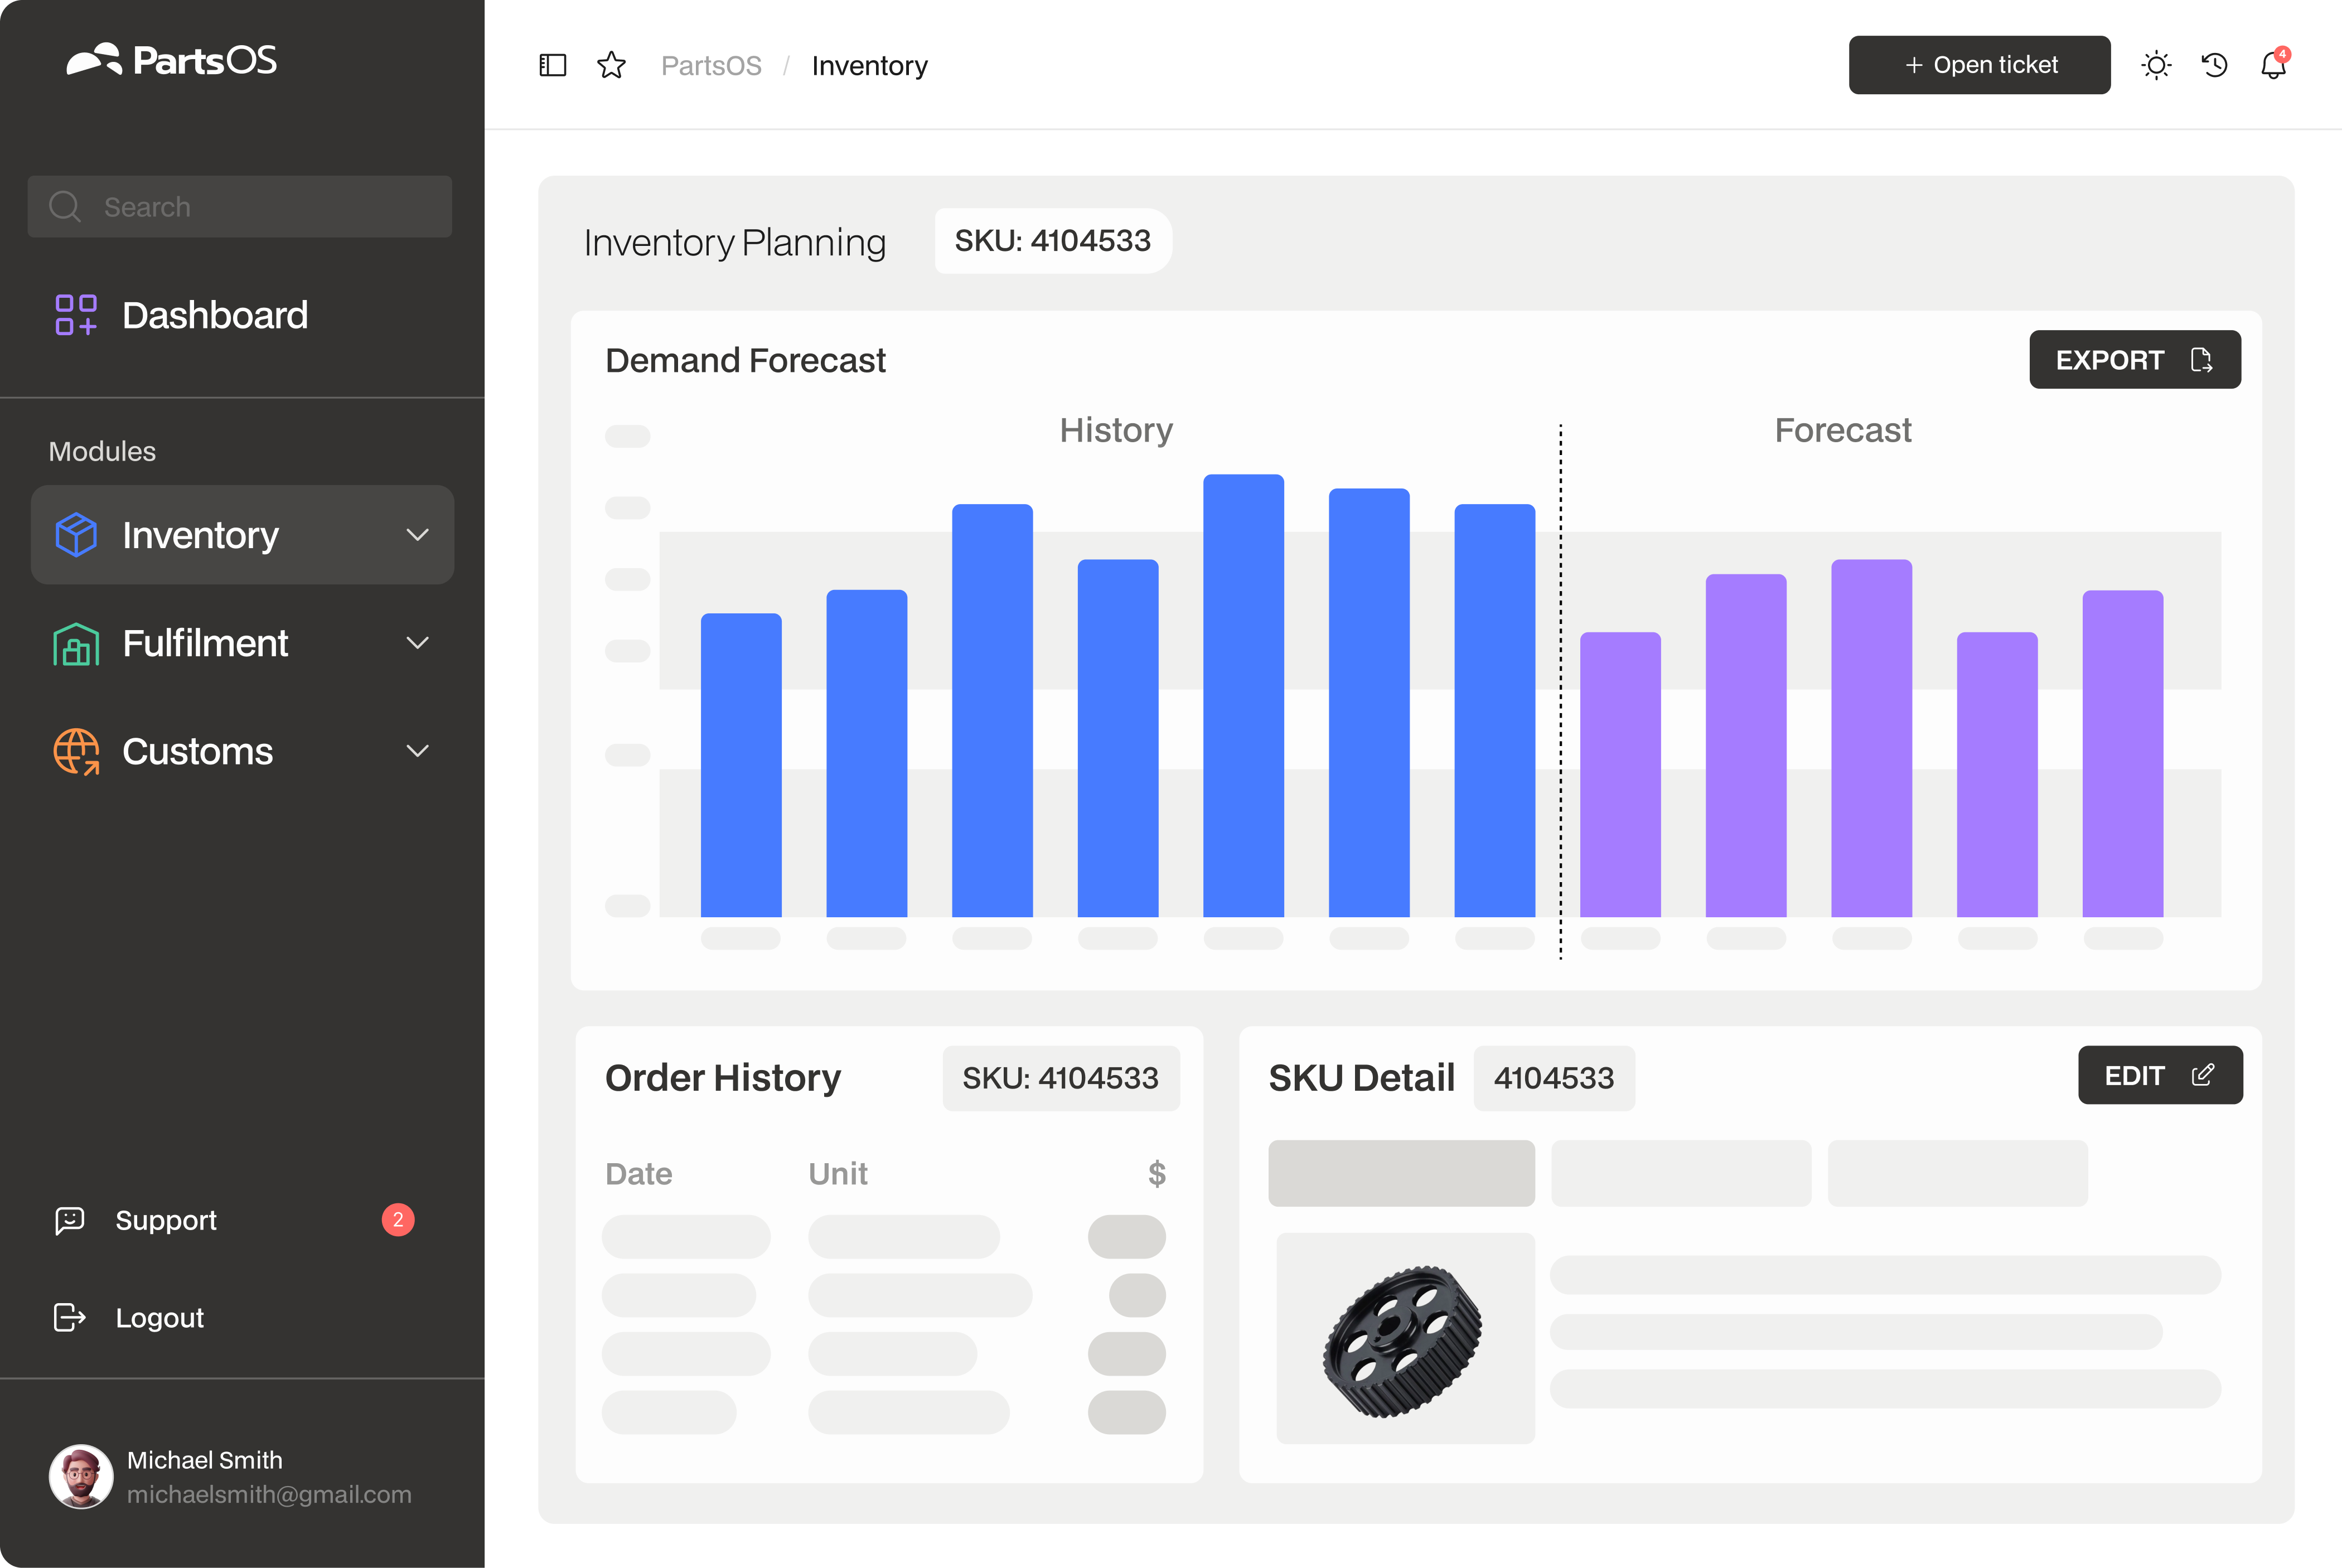 PartsOS
Search
Dashboard
Modules
Inventory
Fulfilment
Customs
Support 2
Logout
Michael Smith
michaelsmith@gmail.com
PartsOS / Inventory
+ Open ticket
4
Inventory Planning
SKU: 4104533
Demand Forecast
EXPORT
History
Forecast
Order History
SKU: 4104533
Date Unit $
SKU Detail
4104533
EDIT